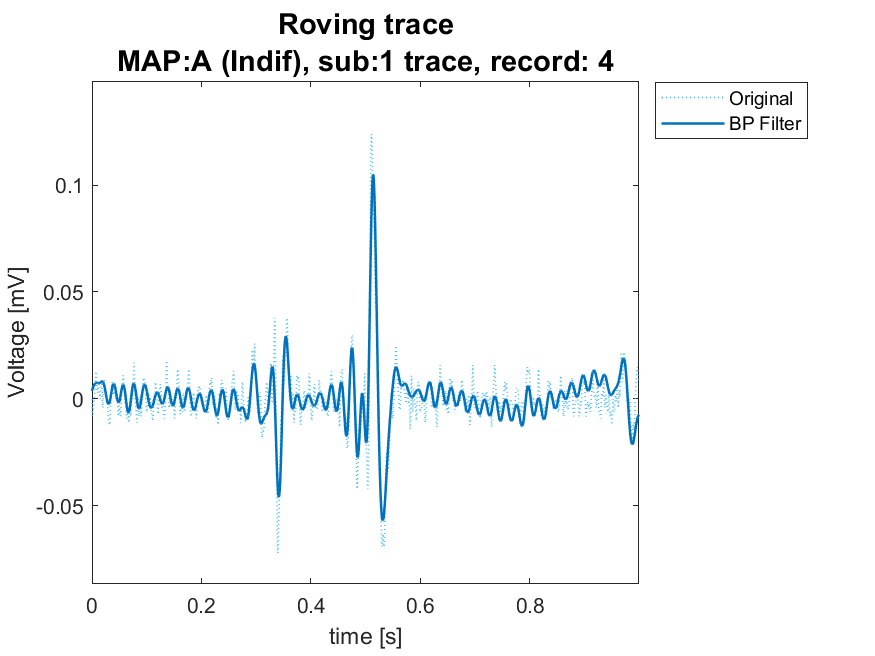 Roving trace
MAP:A (Indif), sub:1 trace, record: 4
Original
BP Filter
0.1
0.05
0
-0.05
Voltage [mV]
0
0.2
0.4
0.6
0.8
time [s]